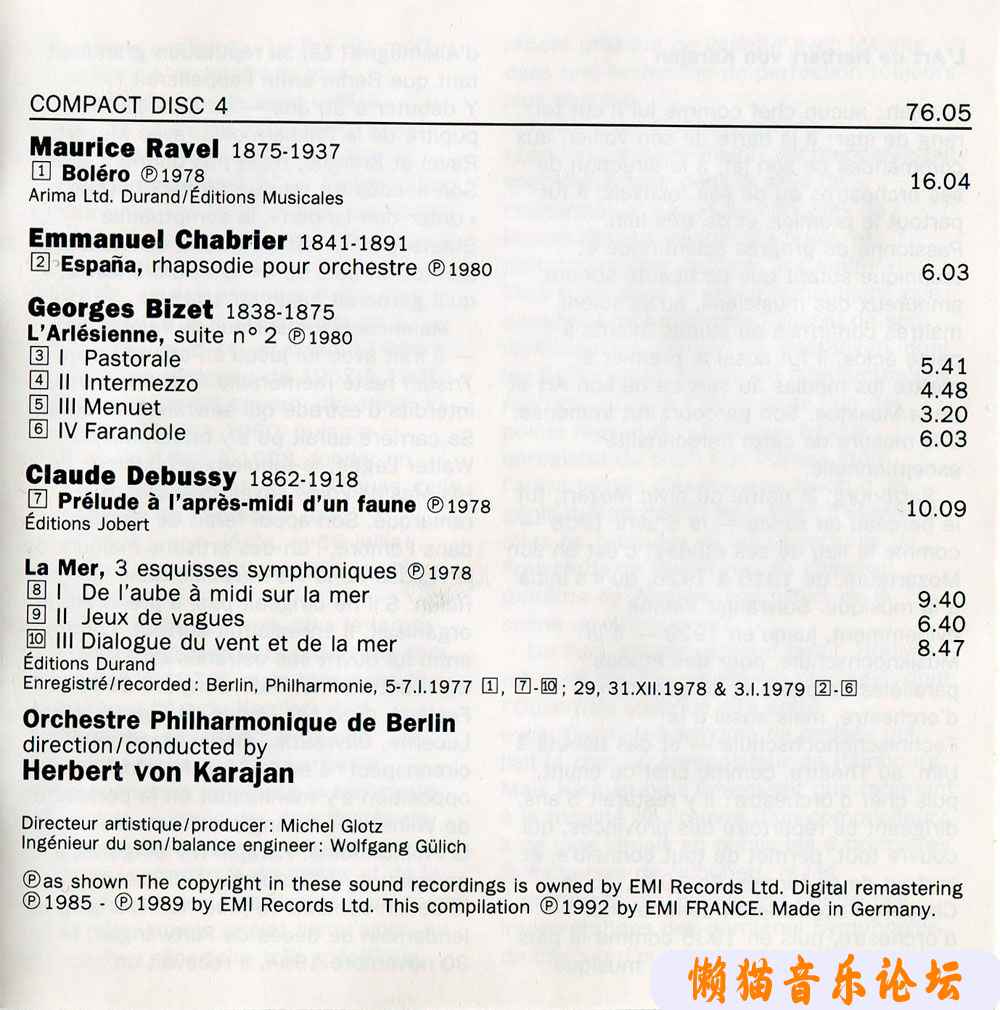 COMPACT DISC 4 76.05
Maurice Ravel 1875-1937
1 Boléro ℗1978 16.04
Arima Ltd. Durand/Éditions Musicales
Emmanuel Chabrier 1841-1891
2 España, rhapsodie pour orchestre ℗1980 6.03
Georges Bizet 1838-1875
L'Arlésienne, suite n° 2 ℗1980
3 I Pastorale 5.41
4 II Intermezzo 4.48
5 III Menuet 3.20
6 IV Farandole 6.03
Claude Debussy 1862-1918
7 Prélude à l'après-midi d'un faune ℗1978 10.09
Éditions Jobert
La Mer, 3 esquisses symphoniques ℗1978
8 I De l'aube à midi sur la mer 9.40
9 II Jeux de vagues 6.40
10 III Dialogue du vent et de la mer 8.47
Éditions Durand
Enregistré/recorded: Berlin, Philharmonie, 5-7.I.1977 1, 7-10; 29, 31.XII.1978 & 3.I.1979 2-6
Orchestre Philharmonique de Berlin
direction/conducted by
Herbert von Karajan
Directeur artistique/producer: Michel Glotz
Ingénieur du son/balance engineer: Wolfgang Gülich
℗as shown The copyright in these sound recordings is owned by EMI Records Ltd. Digital remastering
℗1985 - ℗1989 by EMI Records Ltd. This compilation ℗1992 by EMI FRANCE. Made in Germany.
懒猫音乐论坛